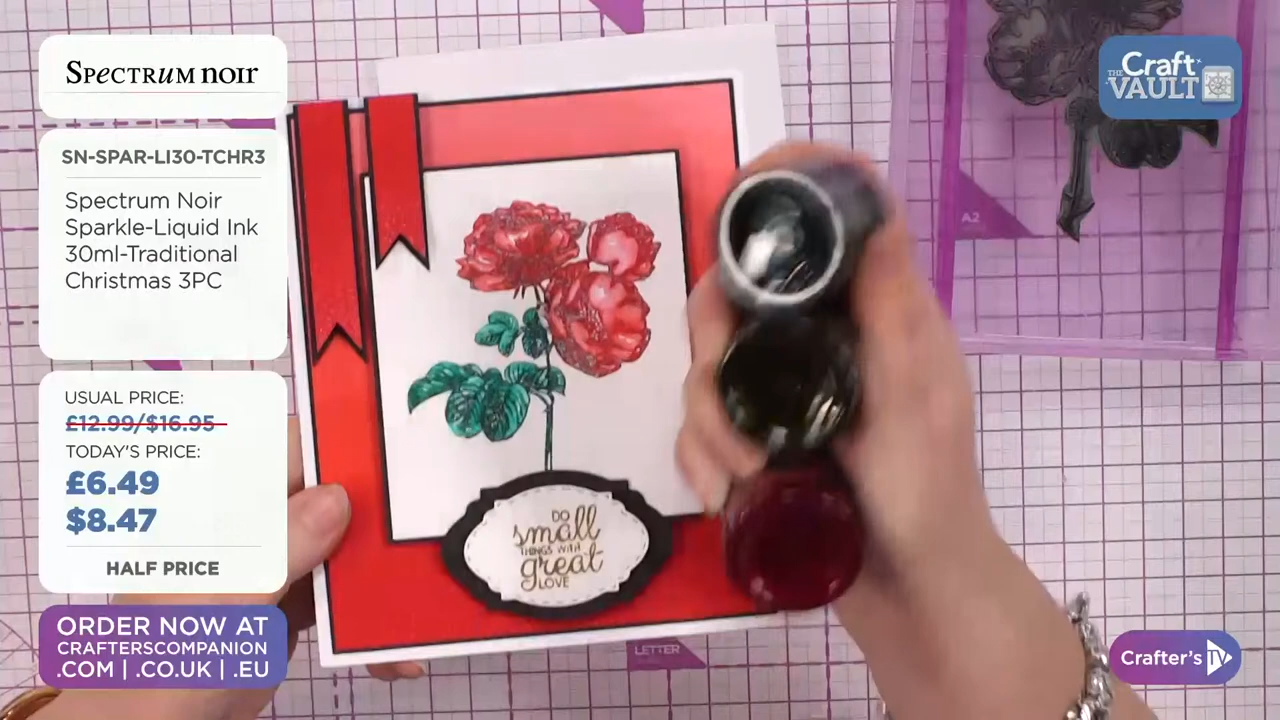 SPECTRUM NOIR
SN-SPAR-LI30-TCHR3
Spectrum Noir
Sparkle-Liquid Ink
30ml-Traditional
Christmas 3PC
USUAL PRICE:
£12.99/$16.95
TODAY'S PRICE:
£6.49
$8.47
HALF PRICE
ORDER NOW AT
CRAFTERSCOMPANION
.COM | .CO.UK | .EU
THE Craft
VAULT
A2
DO
small
THINGS WITH
great
LOVE
LETTER
Crafter's TV